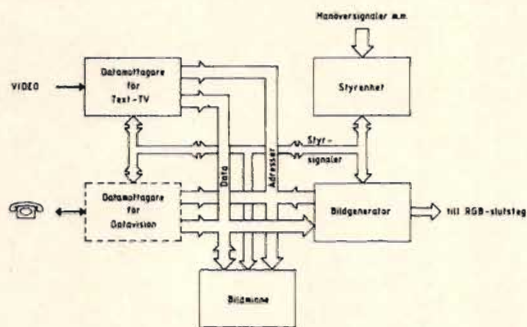 Manöversignaler m.m.
VIDEO
Datamottagare
för
Text-TV
Styrenhet
Styr-
signaler
Data
Adresser
Datamottagare
för
Datavision
Bildgenerator
till RGB-slutsteg
Bildminne